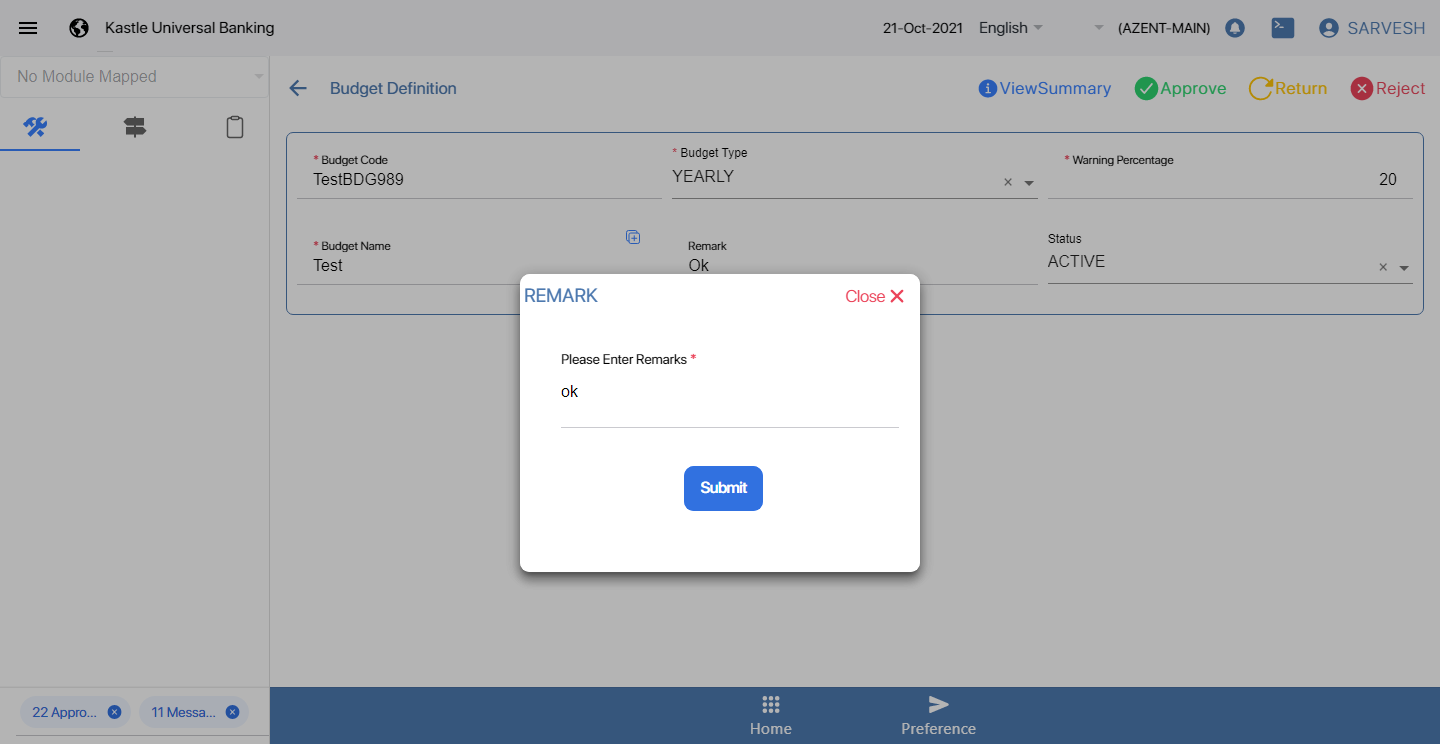 Kastle Universal Banking
21-Oct-2021 English (AZENT-MAIN) SARVESH
No Module Mapped
Budget Definition
ViewSummary Approve Return Reject
* Budget Code
TestBDG989
* Budget Type
YEARLY
* Warning Percentage
20
* Budget Name
Test
Remark
Ok
Status
ACTIVE
REMARK
Close
Please Enter Remarks *
ok
Submit
22 Appro...
11 Messa...
Home
Preference